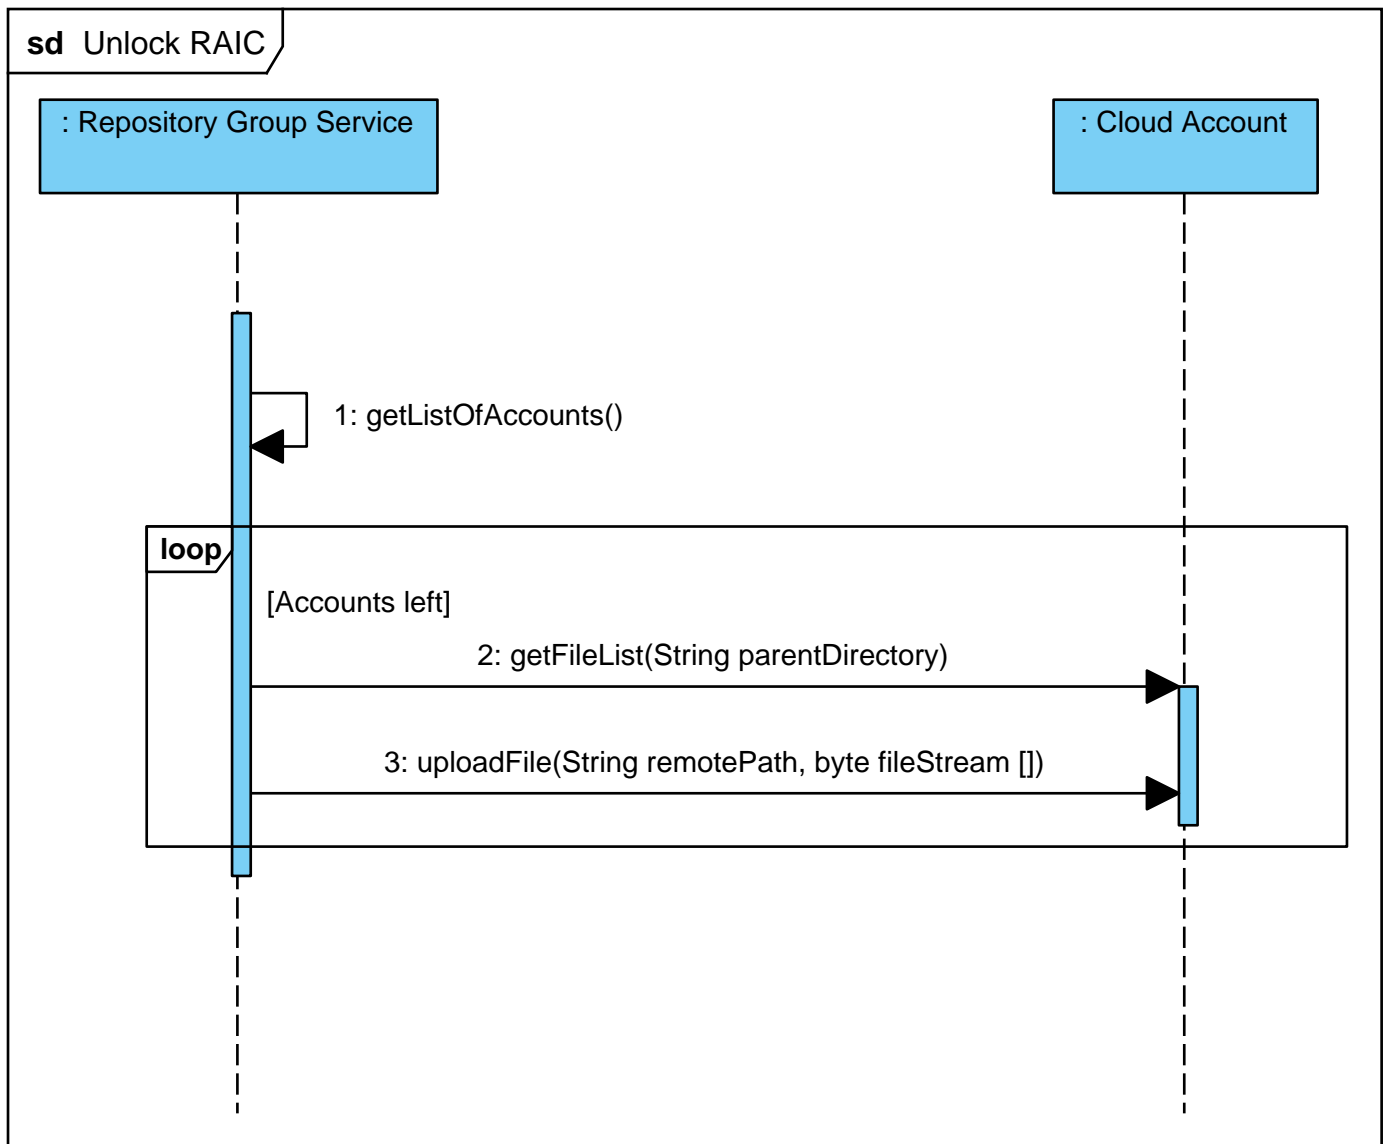 sd Unlock RAIC
: Repository Group Service
: Cloud Account
1: getListOfAccounts()
loop
[Accounts left]
2: getFileList(String parentDirectory)
3: uploadFile(String remotePath, byte fileStream [])